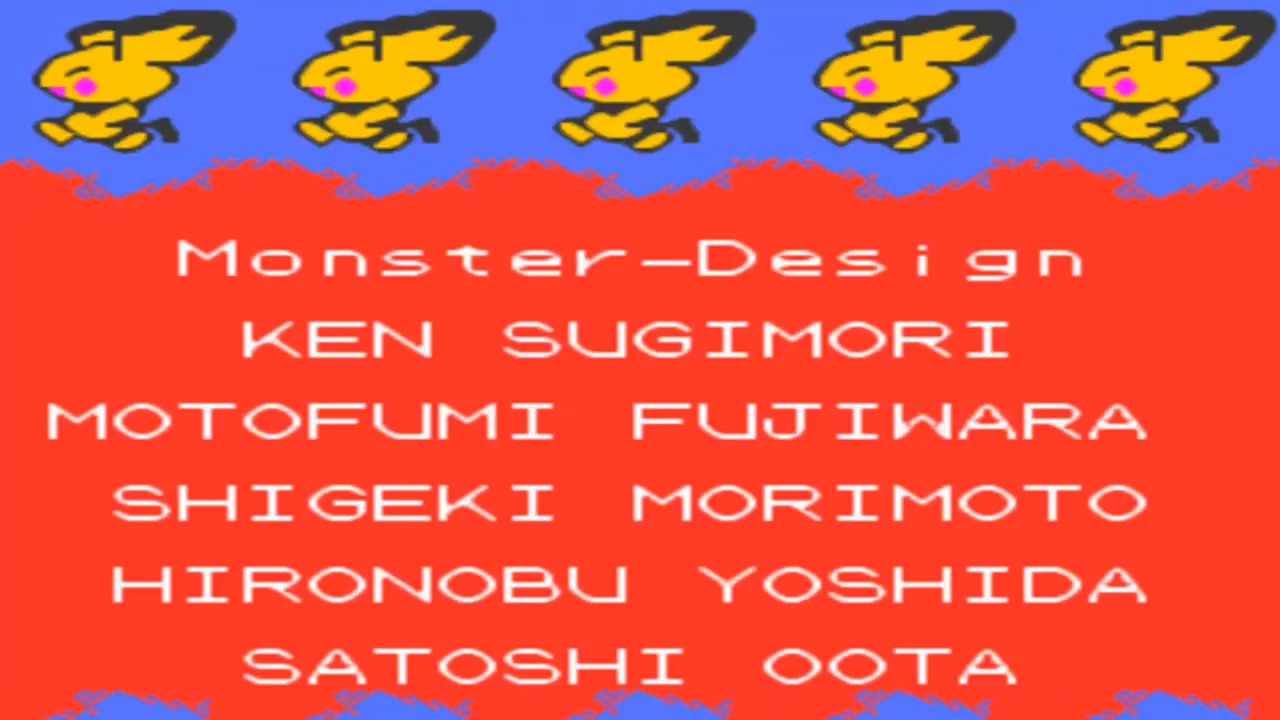 Monster-Design
KEN SUGIMORI
MOTOFUMI FUJIWARA
SHIGEKI MORIMOTO
HIRONOBU YOSHIDA
SATOSHI OOTA